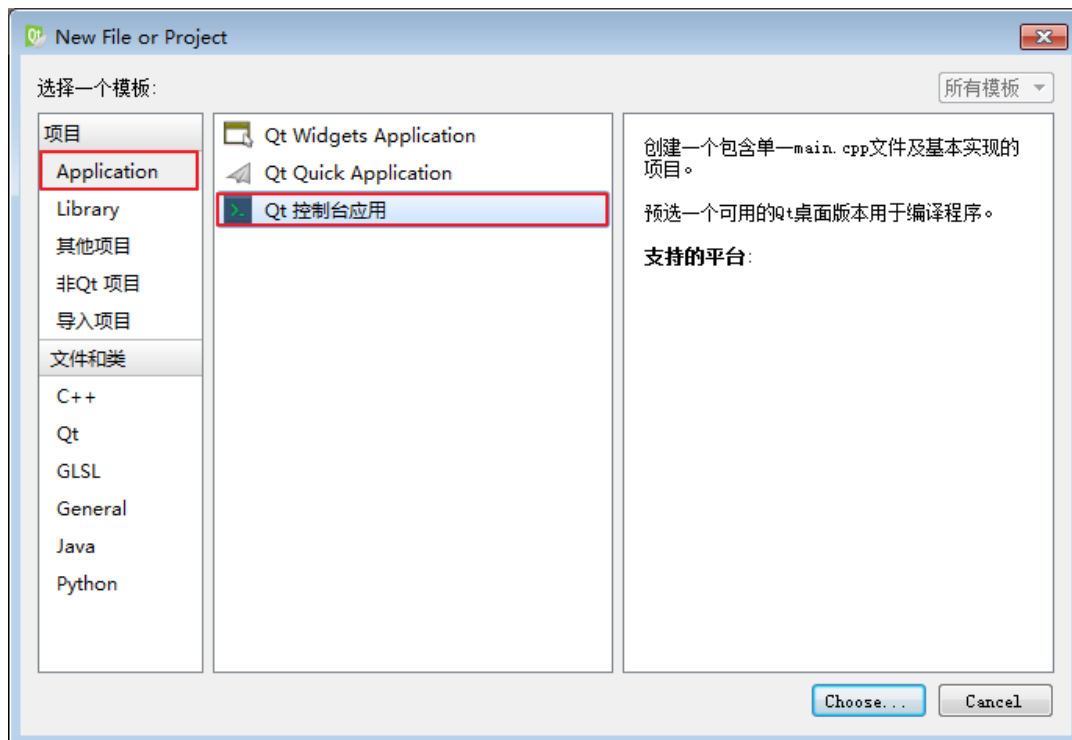 New File or Project
选择一个模板:
所有模板
项目
Application
Library
其他项目
非Qt 项目
导入项目
文件和类
C++
Qt
GLSL
General
Java
Python
Qt Widgets Application
Qt Quick Application
Qt 控制台应用
创建一个包含单一main.cpp文件及基本实现的
项目。
预选一个可用的Qt桌面版本用于编译程序。
支持的平台:
Choose...
Cancel